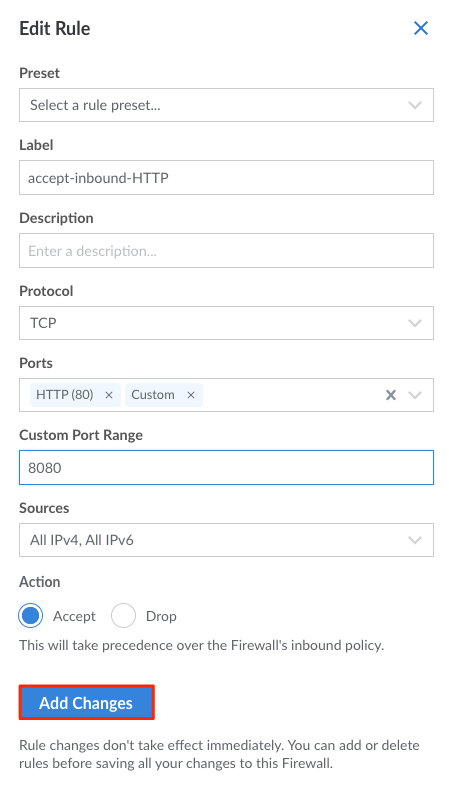 Edit Rule
Preset
Select a rule preset...
Label
accept-inbound-HTTP
Description
Enter a description...
Protocol
TCP
Ports
HTTP (80) × Custom ×
Custom Port Range
8080
Sources
All IPv4, All IPv6
Action
Accept Drop
This will take precedence over the Firewall's inbound policy.
Add Changes
Rule changes don't take effect immediately. You can add or delete
rules before saving all your changes to this Firewall.